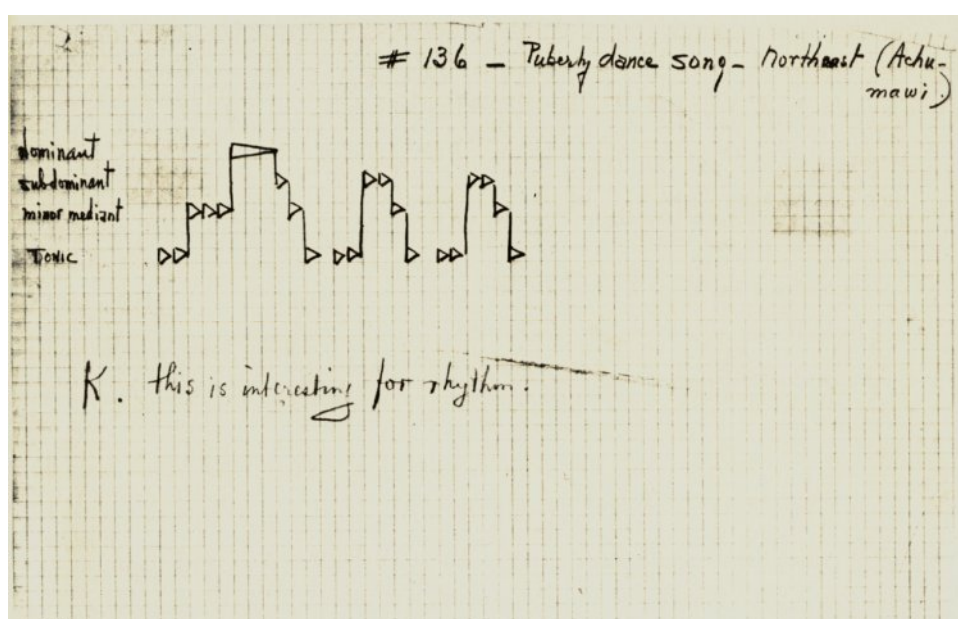 # 136 – Puberty dance song – Northeast (Achu-
mawi)
dominant
subdominant
minor mediant
Tonic
K. this is interesting for rhythm.